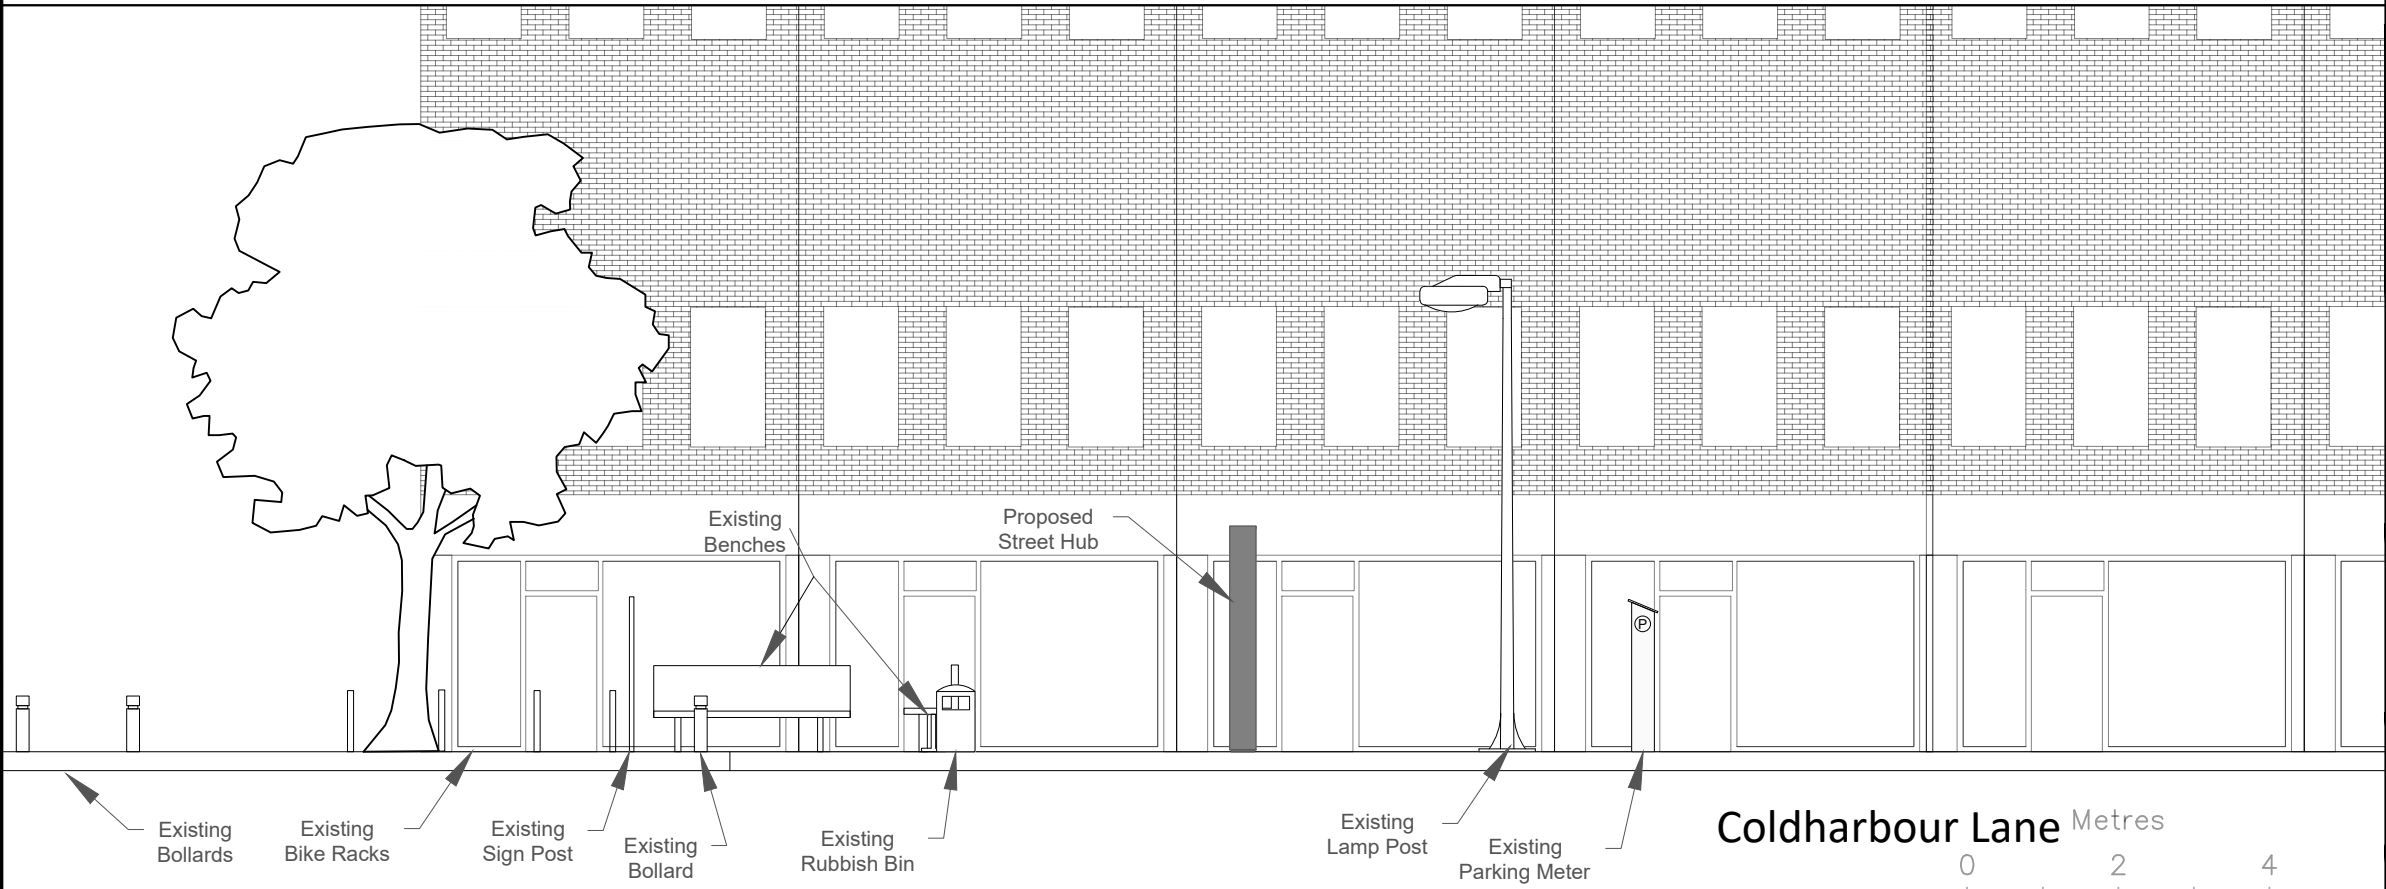 Existing
Benches
Proposed
Street Hub
P
Existing
Bollards
Existing
Bike Racks
Existing
Sign Post
Existing
Bollard
Existing
Rubbish Bin
Existing
Lamp Post
Existing
Parking Meter
Coldharbour Lane
Metres
0 2 4